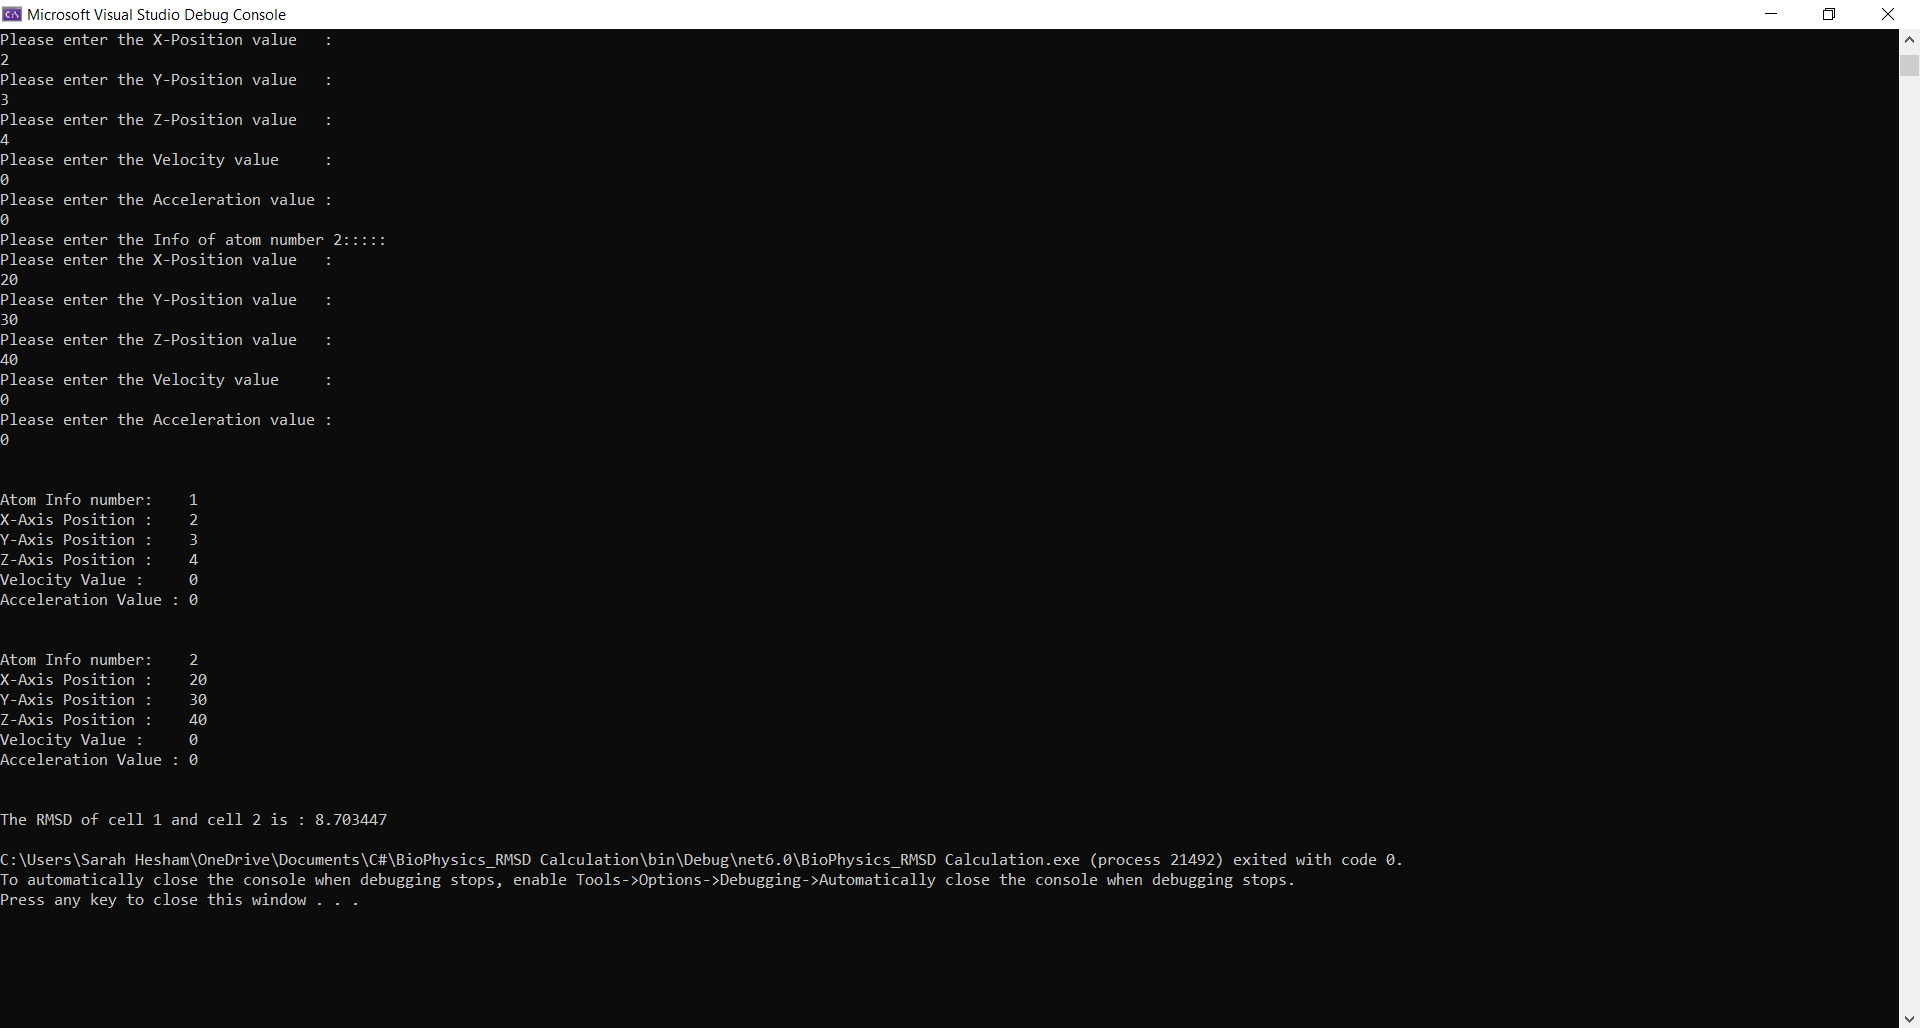 Microsoft Visual Studio Debug Console
Please enter the X-Position value   :
2
Please enter the Y-Position value   :
3
Please enter the Z-Position value   :
4
Please enter the Velocity value     :
0
Please enter the Acceleration value :
0
Please enter the Info of atom number 2:::::
Please enter the X-Position value   :
20
Please enter the Y-Position value   :
30
Please enter the Z-Position value   :
40
Please enter the Velocity value     :
0
Please enter the Acceleration value :
0
Atom Info number:    1
X-Axis Position :    2
Y-Axis Position :    3
Z-Axis Position :    4
Velocity Value :     0
Acceleration Value : 0
Atom Info number:    2
X-Axis Position :    20
Y-Axis Position :    30
Z-Axis Position :    40
Velocity Value :     0
Acceleration Value : 0
The RMSD of cell 1 and cell 2 is : 8.703447
C:\Users\Sarah Hesham\OneDrive\Documents\C#\BioPhysics_RMSD Calculation\bin\Debug\net6.0\BioPhysics_RMSD Calculation.exe (process 21492) exited with code 0.
To automatically close the console when debugging stops, enable Tools->Options->Debugging->Automatically close the console when debugging stops.
Press any key to close this window . . .